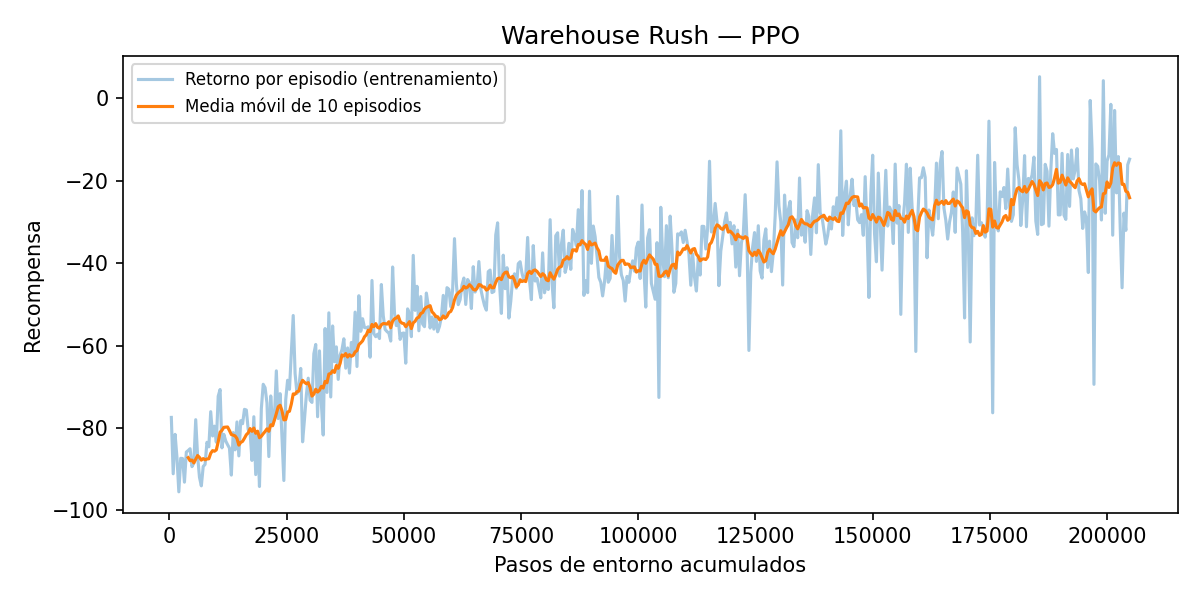 Warehouse Rush — PPO
Retorno por episodio (entrenamiento)
Media móvil de 10 episodios
Recompensa
0
−20
−40
−60
−80
−100
0 25000 50000 75000 100000 125000 150000 175000 200000
Pasos de entorno acumulados